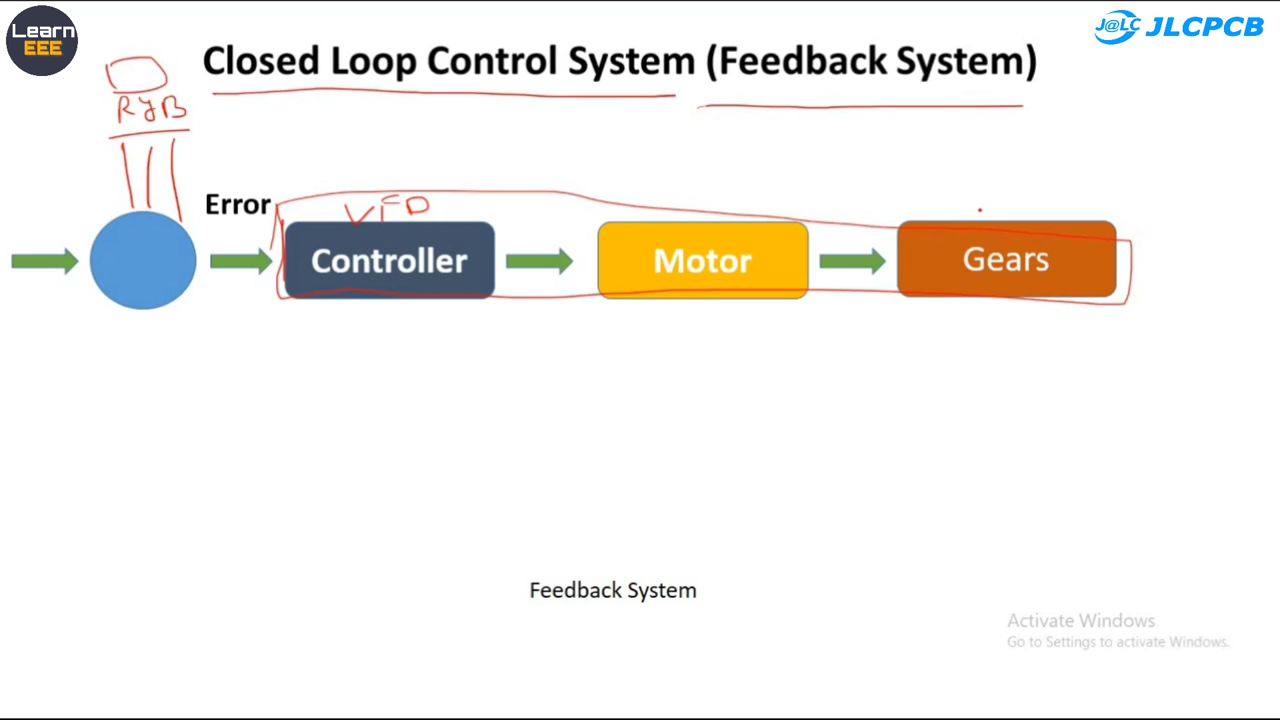 Learn
EEE
J@LC JLCPCB
Closed Loop Control System (Feedback System)
RYB
Error
VFD
Controller
Motor
Gears
Feedback System
Activate Windows
Go to Settings to activate Windows.